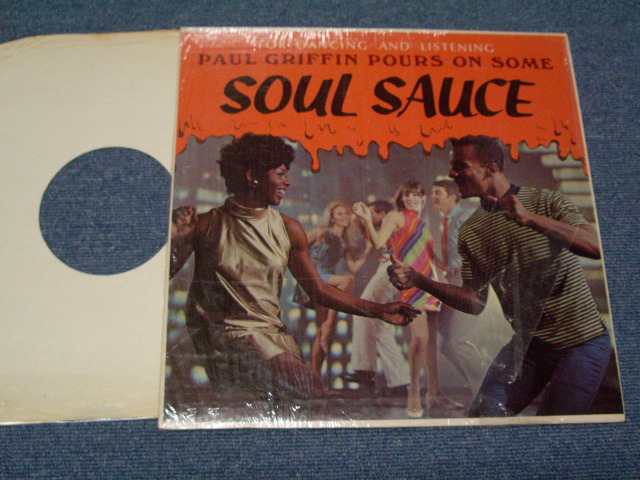 FOR DANCING AND LISTENING
PAUL GRIFFIN POURS ON SOME
SOUL SAUCE